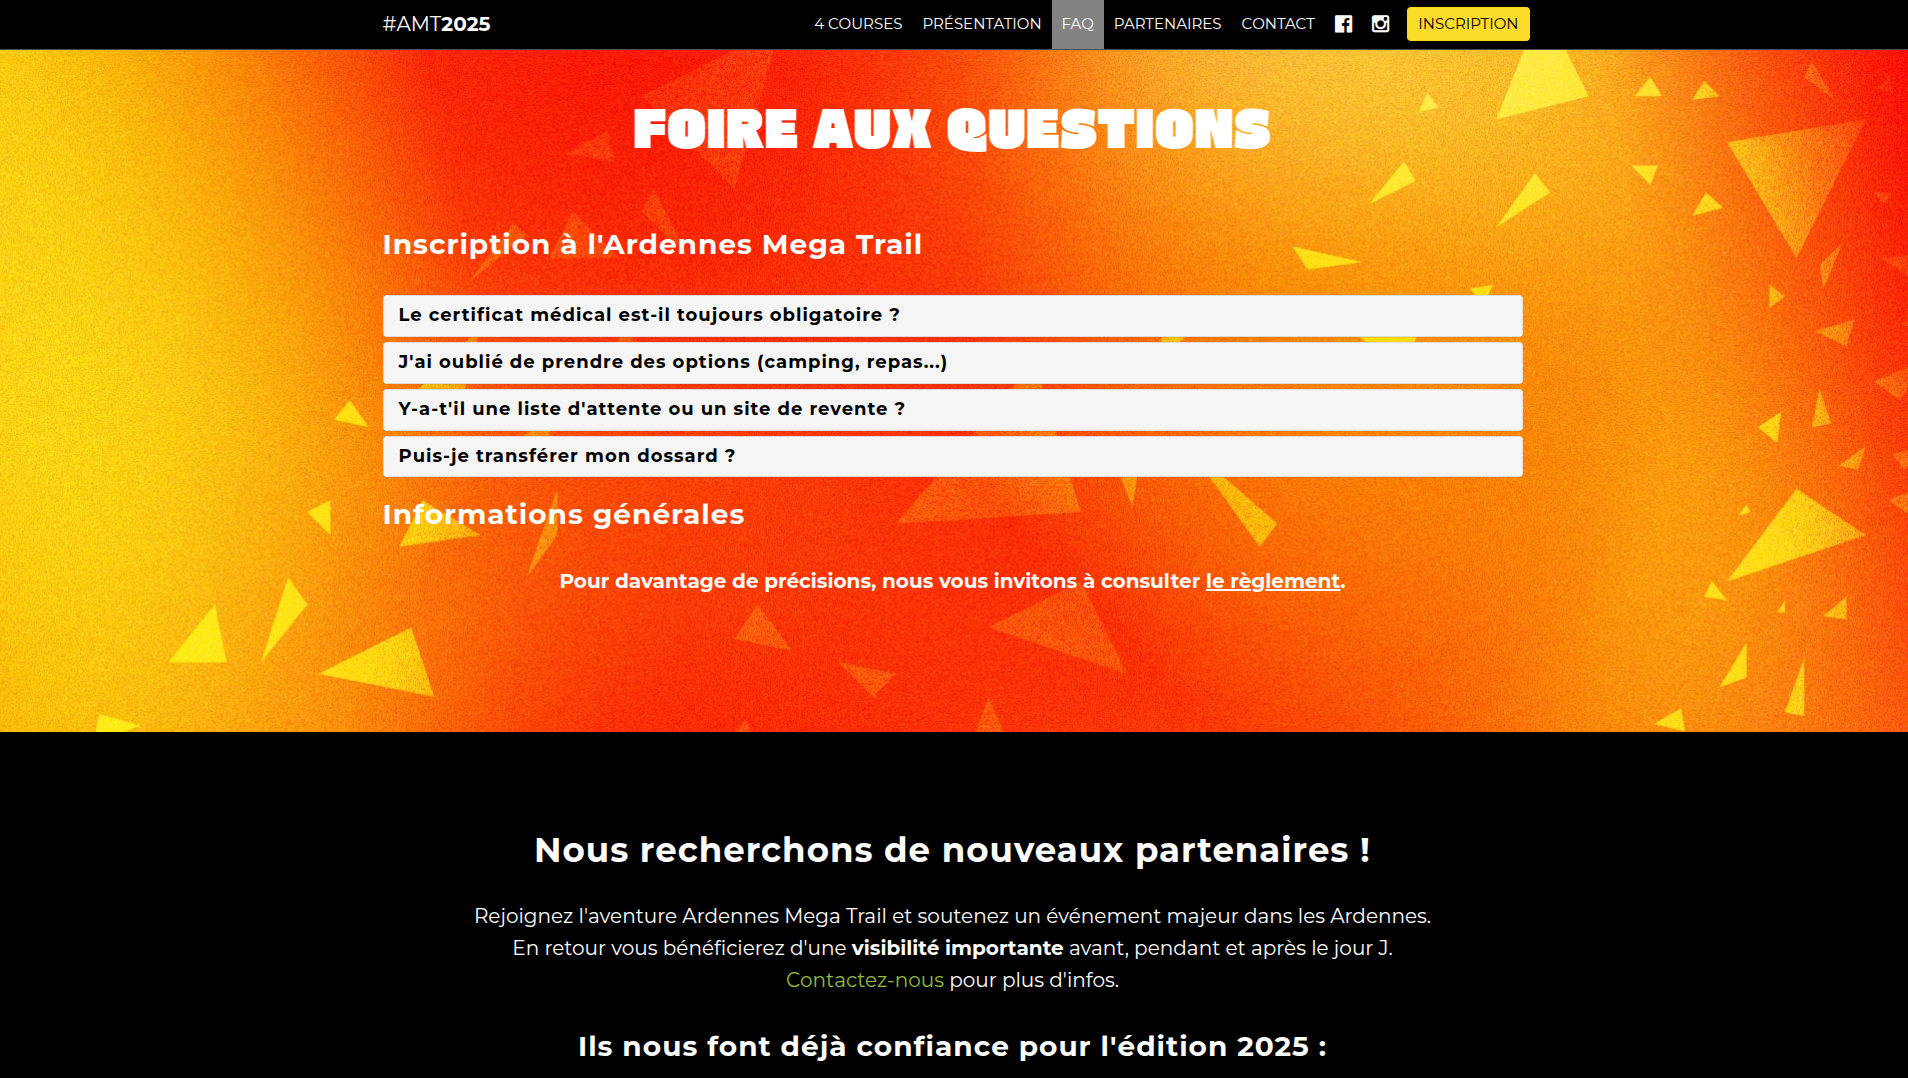 #AMT2025
4 COURSES PRÉSENTATION FAQ PARTENAIRES CONTACT INSCRIPTION
FOIRE AUX QUESTIONS
Inscription à l'Ardennes Mega Trail
Le certificat médical est-il toujours obligatoire ?
J'ai oublié de prendre des options (camping, repas...)
Y-a-t'il une liste d'attente ou un site de revente ?
Puis-je transférer mon dossard ?
Informations générales
Pour davantage de précisions, nous vous invitons à consulter le règlement.
Nous recherchons de nouveaux partenaires !
Rejoignez l'aventure Ardennes Mega Trail et soutenez un événement majeur dans les Ardennes.
En retour vous bénéficierez d'une visibilité importante avant, pendant et après le jour J.
Contactez-nous pour plus d'infos.
Ils nous font déjà confiance pour l'édition 2025 :